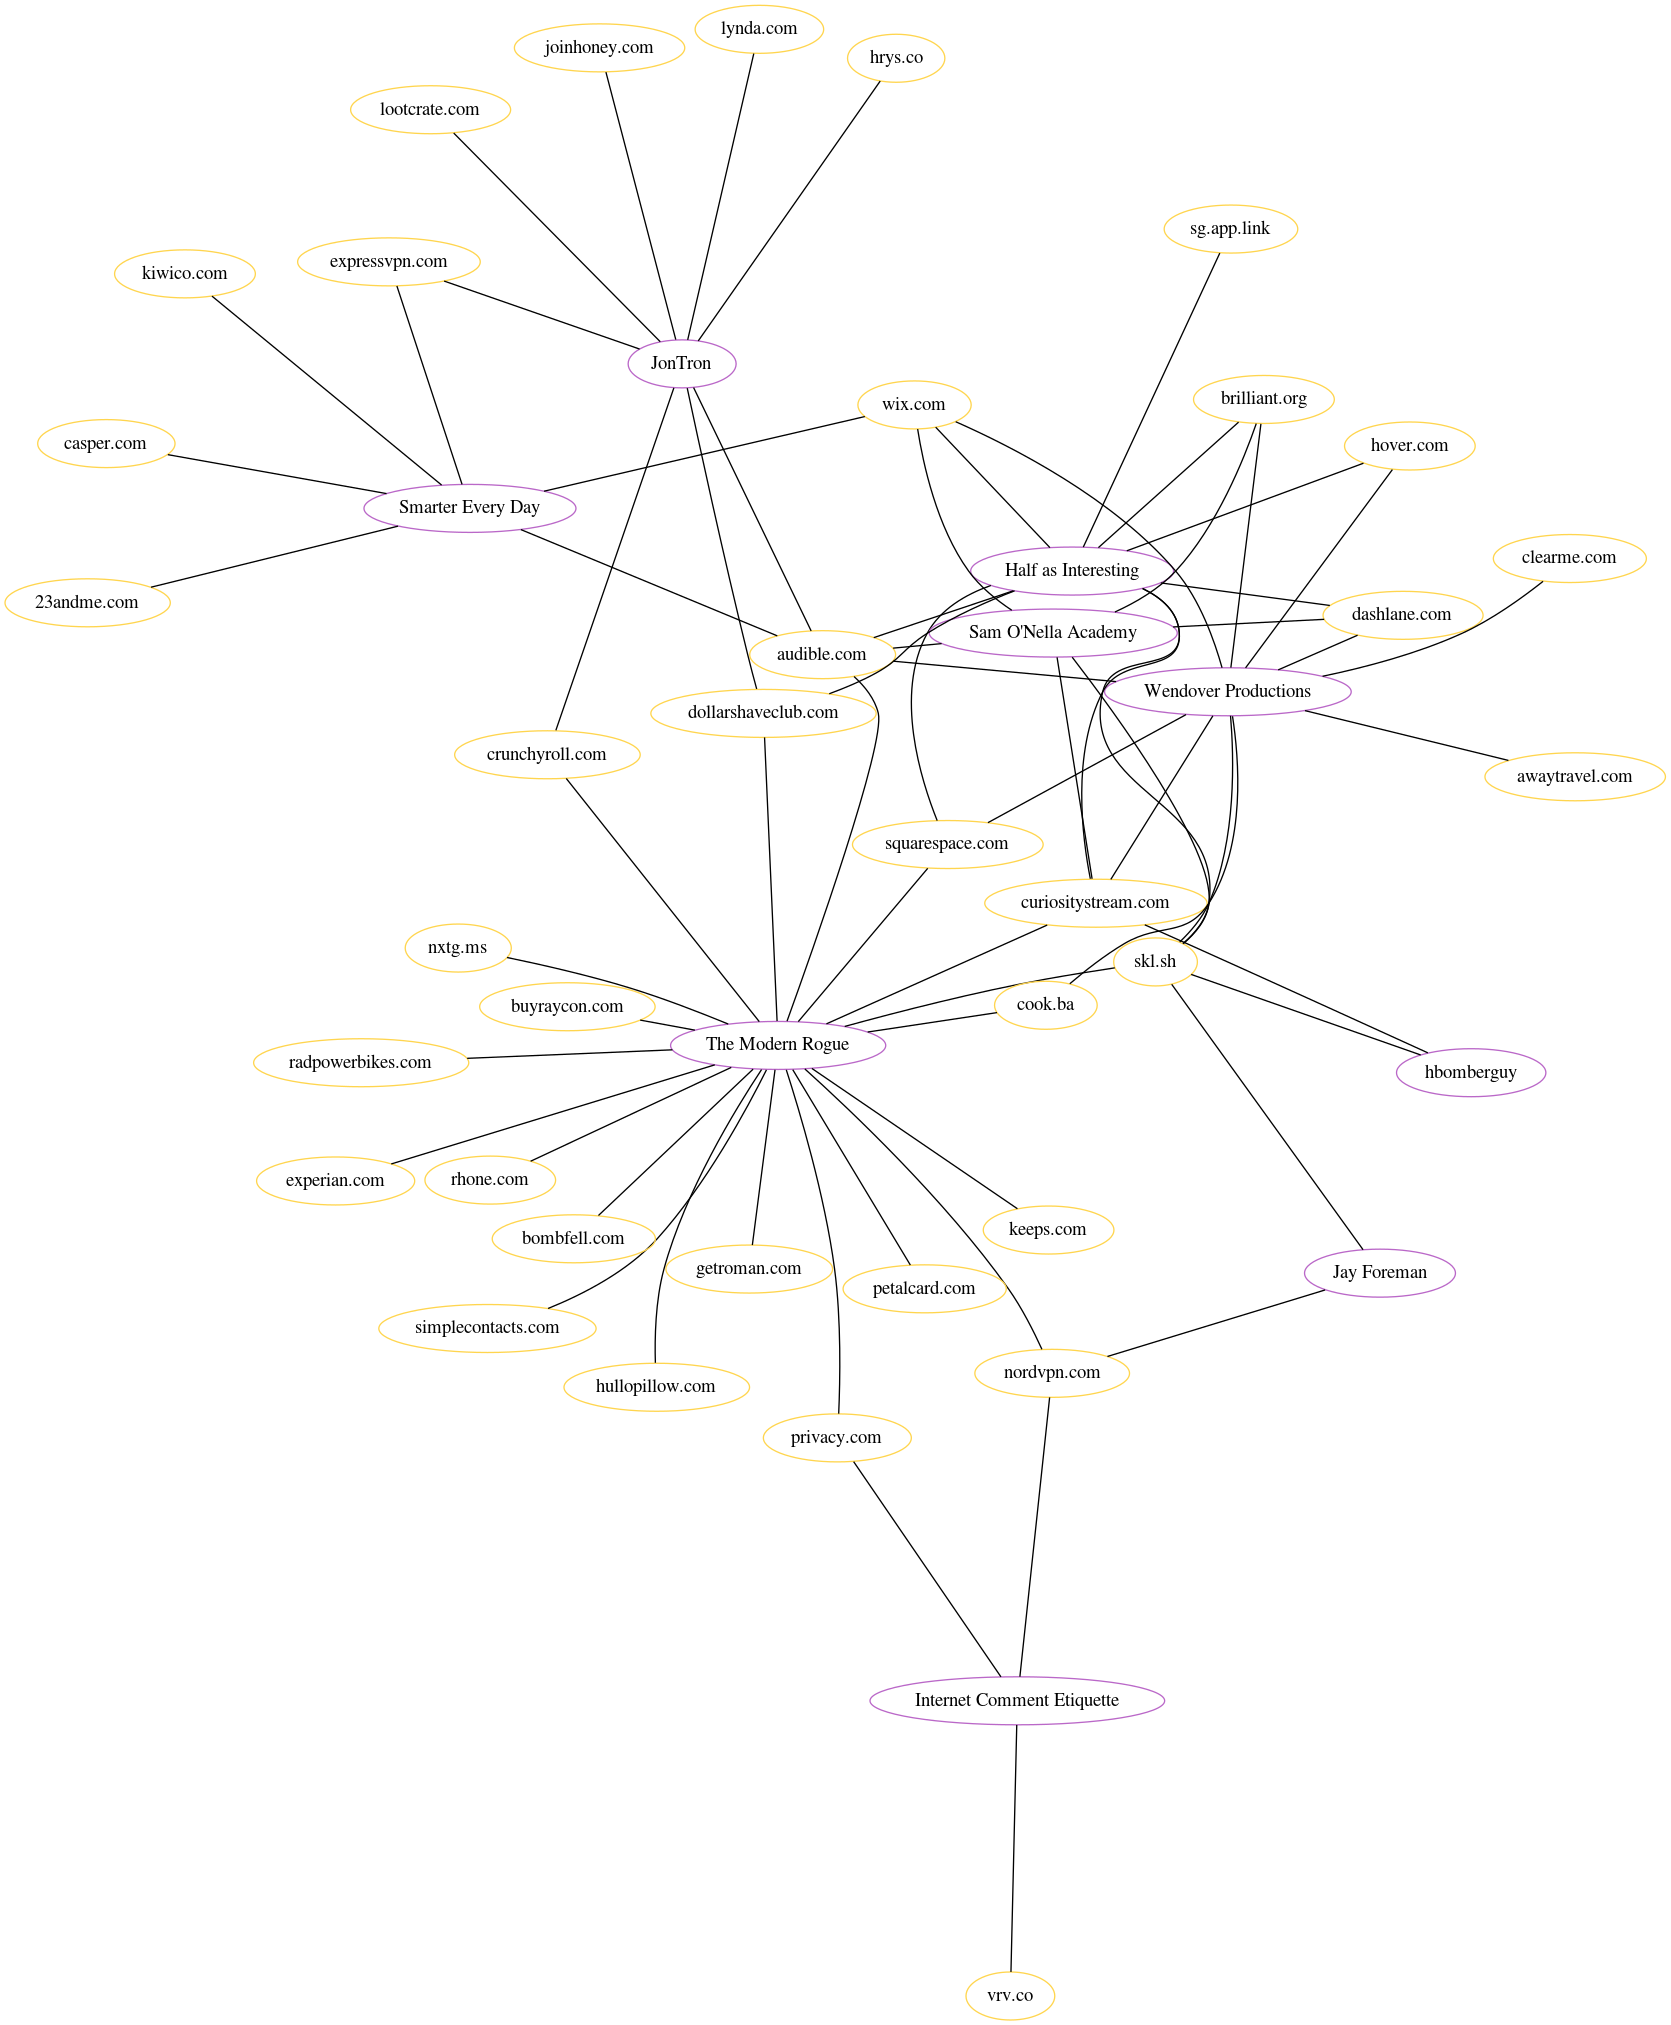 lynda.com
joinhoney.com
hrys.co
lootcrate.com
sg.app.link
expressvpn.com
kiwico.com
JonTron
brilliant.org
wix.com
casper.com
hover.com
Smarter Every Day
clearme.com
Half as Interesting
23andme.com
dashlane.com
Sam O'Nella Academy
audible.com
Wendover Productions
dollarshaveclub.com
crunchyroll.com
awaytravel.com
squarespace.com
curiositystream.com
nxtg.ms
skl.sh
buyraycon.com
cook.ba
The Modern Rogue
radpowerbikes.com
hbomberguy
experian.com
rhone.com
keeps.com
bombfell.com
getroman.com
Jay Foreman
petalcard.com
simplecontacts.com
nordvpn.com
hullopillow.com
privacy.com
Internet Comment Etiquette
vrv.co